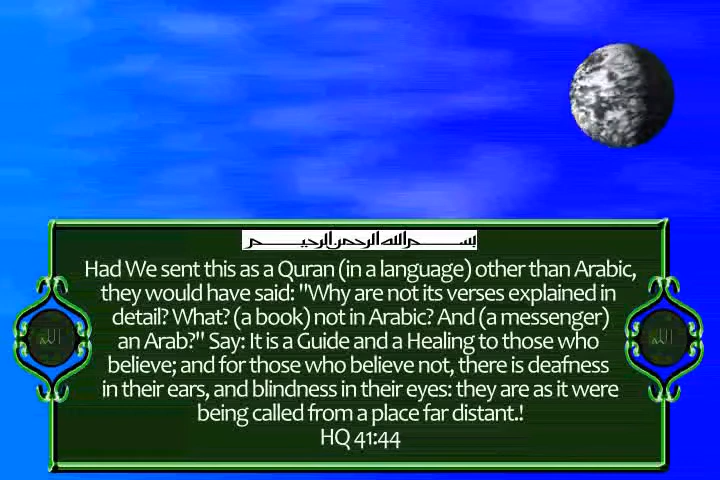 بسم الله الرحمن الرحيم
Had We sent this as a Quran (in a language) other than Arabic,
they would have said: "Why are not its verses explained in
detail? What? (a book) not in Arabic? And (a messenger)
an Arab?" Say: It is a Guide and a Healing to those who
believe; and for those who believe not, there is deafness
in their ears, and blindness in their eyes: they are as it were
being called from a place far distant.!
HQ 41:44
الله
الله